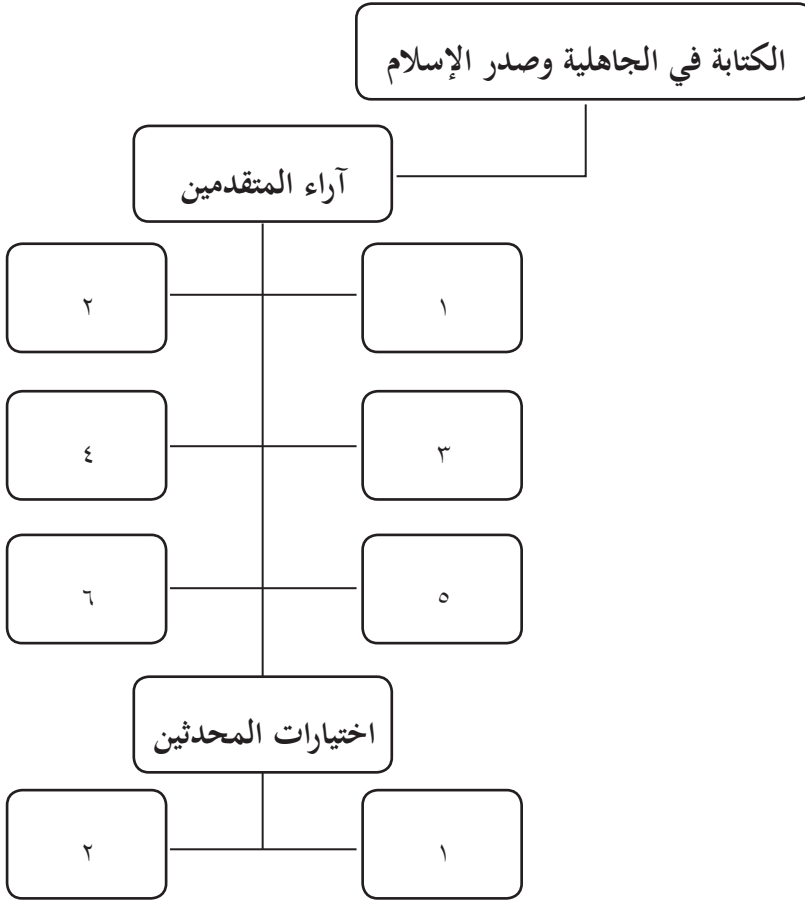 الكتابة في الجاهلية وصدر الإسلام
آراء المتقدمين
١
٢
٣
٤
٥
٦
اختيارات المحدثين
١
٢